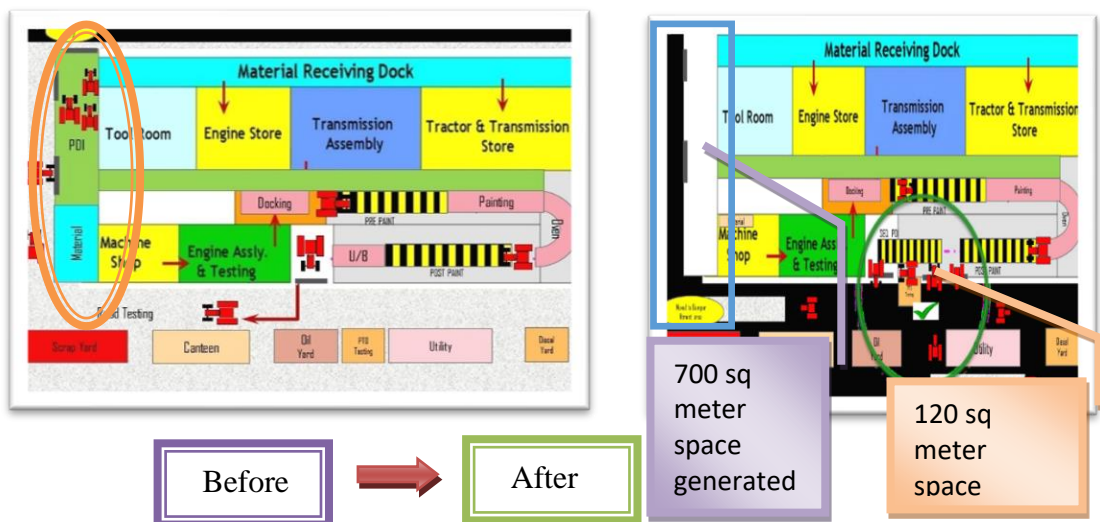 Material Receiving Dock
Tool Room
Engine Store
Transmission
Assembly
Tractor & Transmission
Store
PDI
Docking
Painting
PRE PAINT
Oven
Material
Machine
Shop
Engine Assly.
& Testing
U/B
POST PAINT
Testing
Scrap Yard
Canteen
Oil
Yard
PTO
Testing
Utility
Diesel
Yard
Material Receiving Dock
Tool Room
Engine Store
Transmission
Assembly
Tractor & Transmission
Store
Docking
Painting
PRE PAINT
Machine
Shop
Engine Assly
& Testing
POST PAINT
Oil
Yard
Utility
Diesel
Yard
Before
After
700 sq
meter
space
generated
120 sq
meter
space